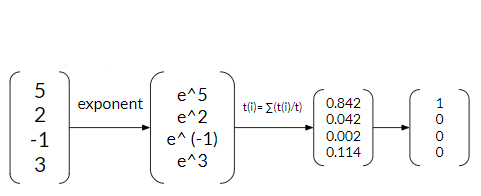 5
2
-1
3
exponent
e^5
e^2
e^ (-1)
e^3
t(i)= ∑(t(i)/t)
0.842
0.042
0.002
0.114
1
0
0
0